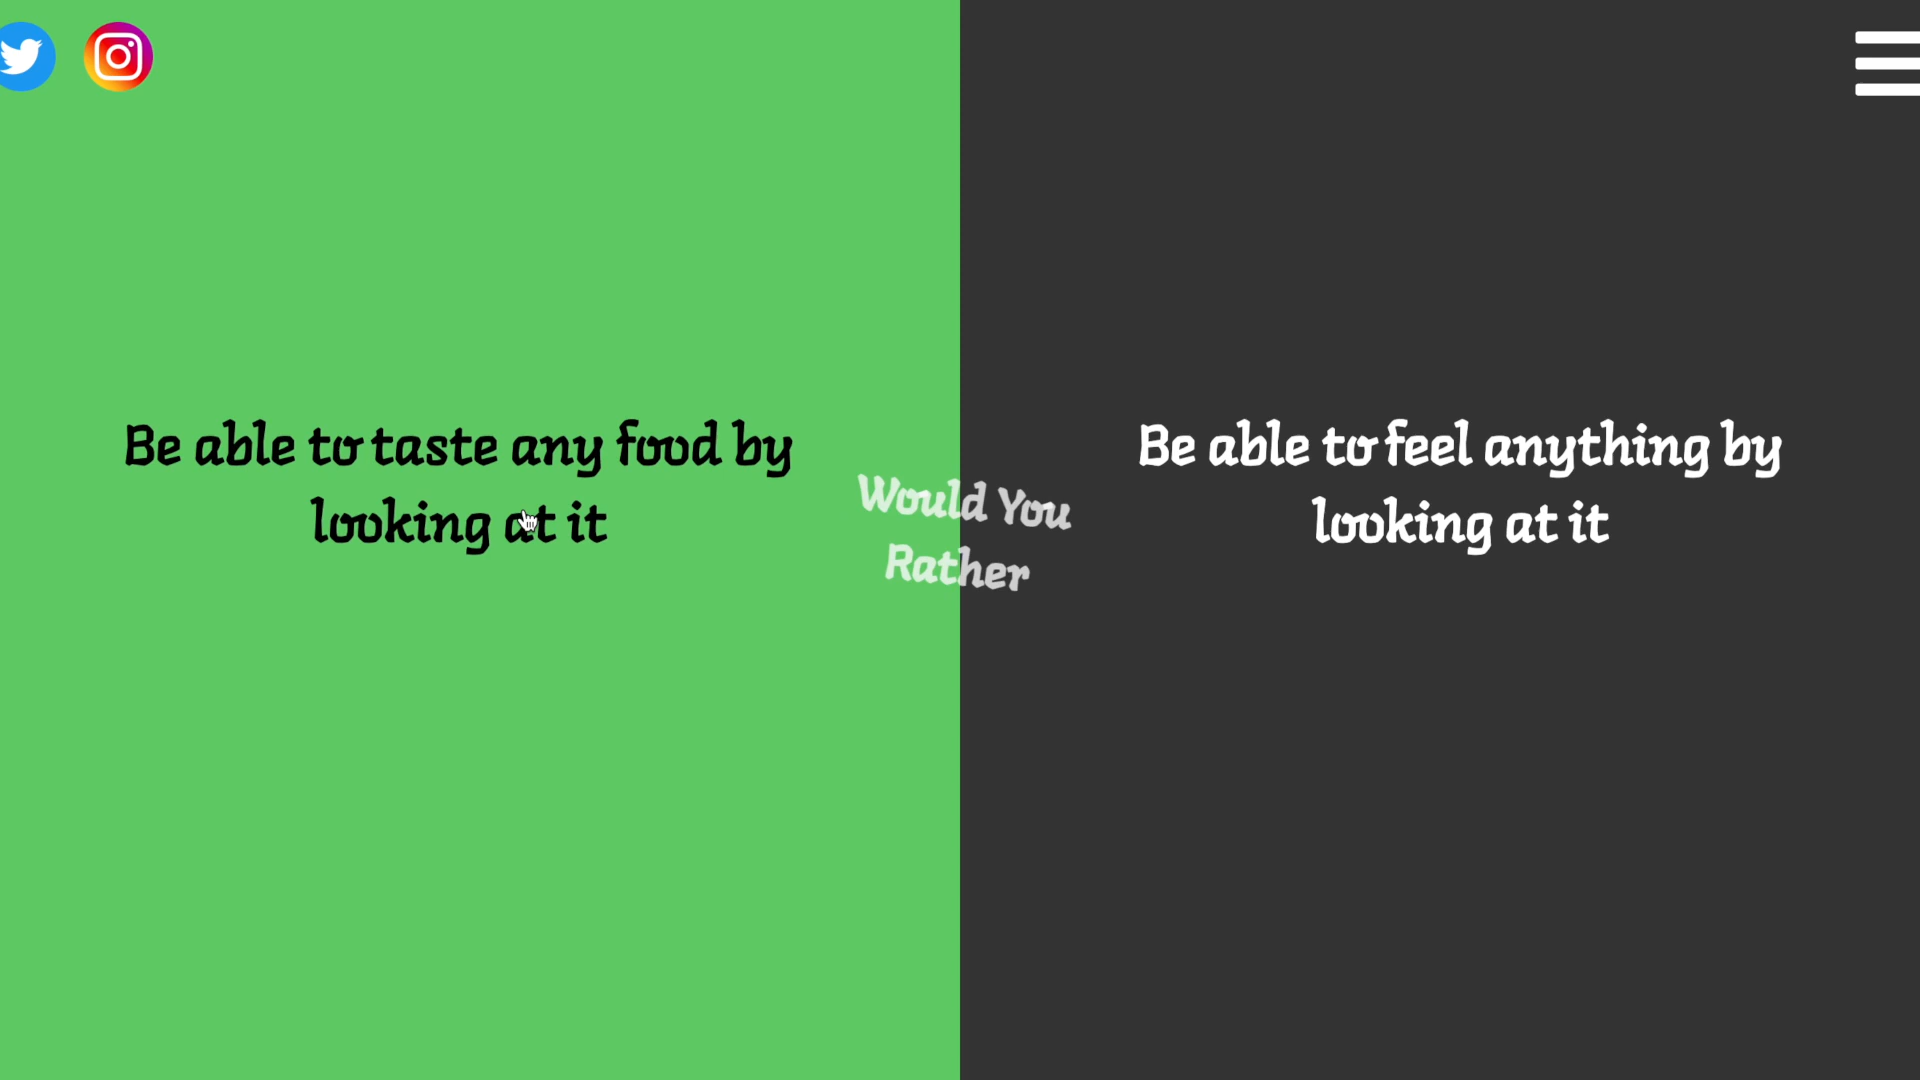 Be able to taste any food by
looking at it
Would You
Rather
Be able to feel anything by
looking at it